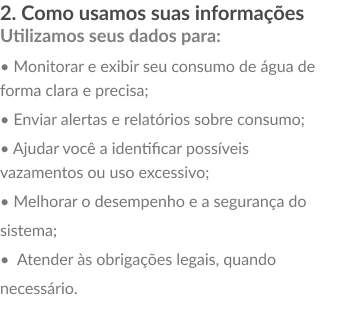 2. Como usamos suas informações
Utilizamos seus dados para:
• Monitorar e exibir seu consumo de água de
forma clara e precisa;
• Enviar alertas e relatórios sobre consumo;
• Ajudar você a identificar possíveis
vazamentos ou uso excessivo;
• Melhorar o desempenho e a segurança do
sistema;
•  Atender às obrigações legais, quando
necessário.